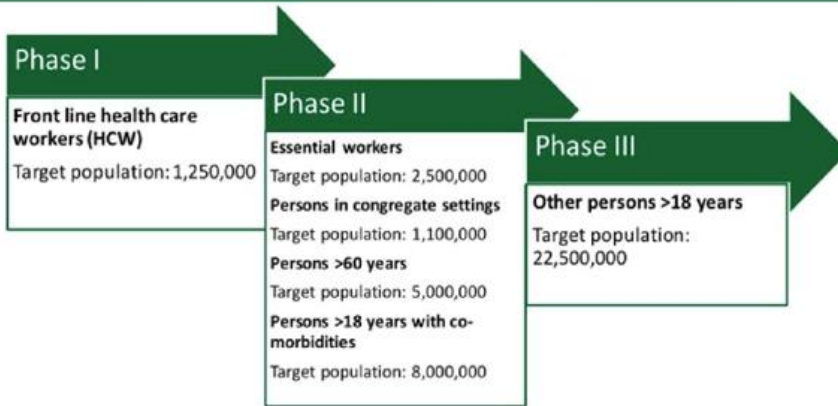 Phase I
Front line health care
workers (HCW)
Target population: 1,250,000
Phase II
Essential workers
Target population: 2,500,000
Persons in congregate settings
Target population: 1,100,000
Persons >60 years
Target population: 5,000,000
Persons >18 years with co-
morbidities
Target population: 8,000,000
Phase III
Other persons >18 years
Target population:
22,500,000